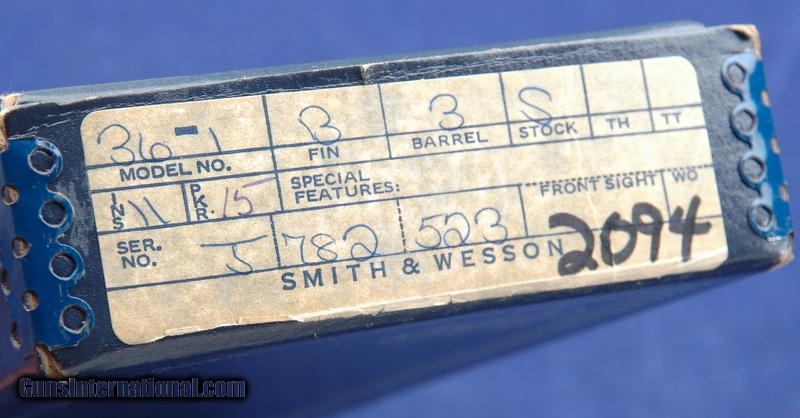 36-1 B 3 S
MODEL NO. FIN BARREL STOCK TH TT
INS 11 PKR. 15 SPECIAL FEATURES: FRONT SIGHT WO
SER. NO. J 782 523
SMITH & WESSON 2094
GunsInternational.com